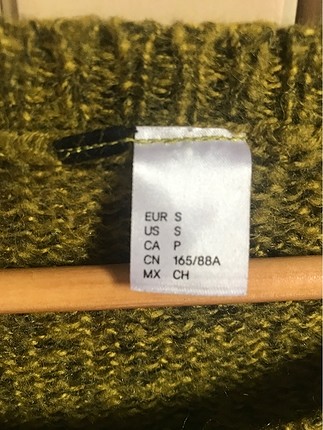 EUR S
US S
CA P
CN 165/88A
MX CH